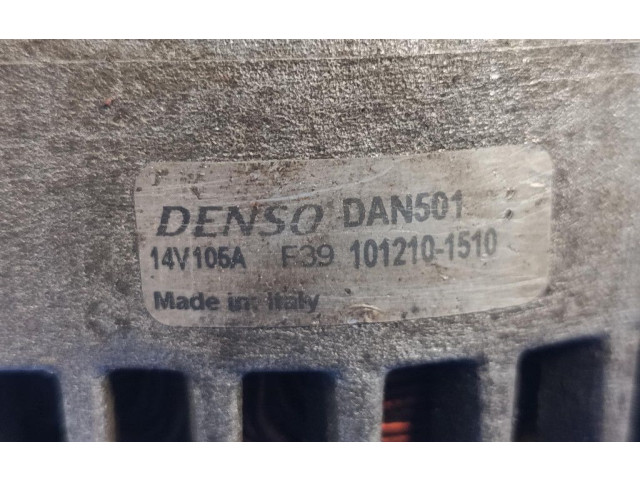 DENSO DAN501
14V105A F39 101210-1510
Made in: Italy